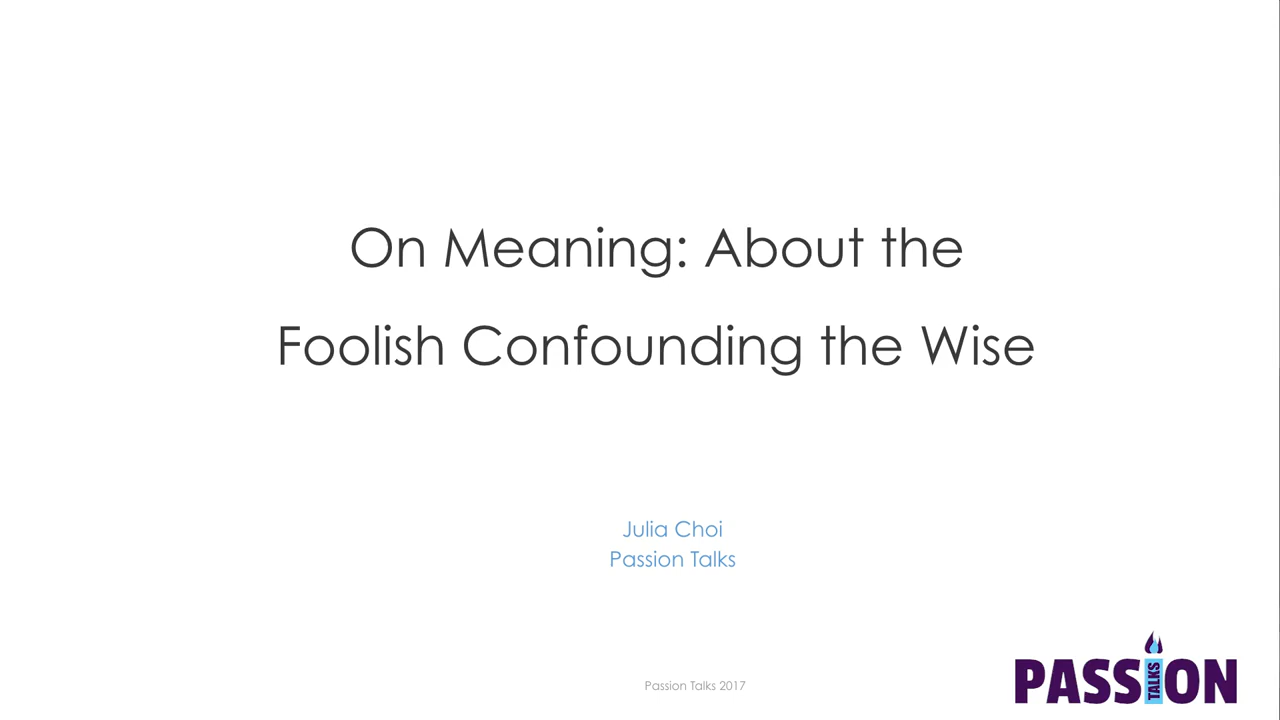 On Meaning: About the
Foolish Confounding the Wise
Julia Choi
Passion Talks
Passion Talks 2017
PASSION
TALKS